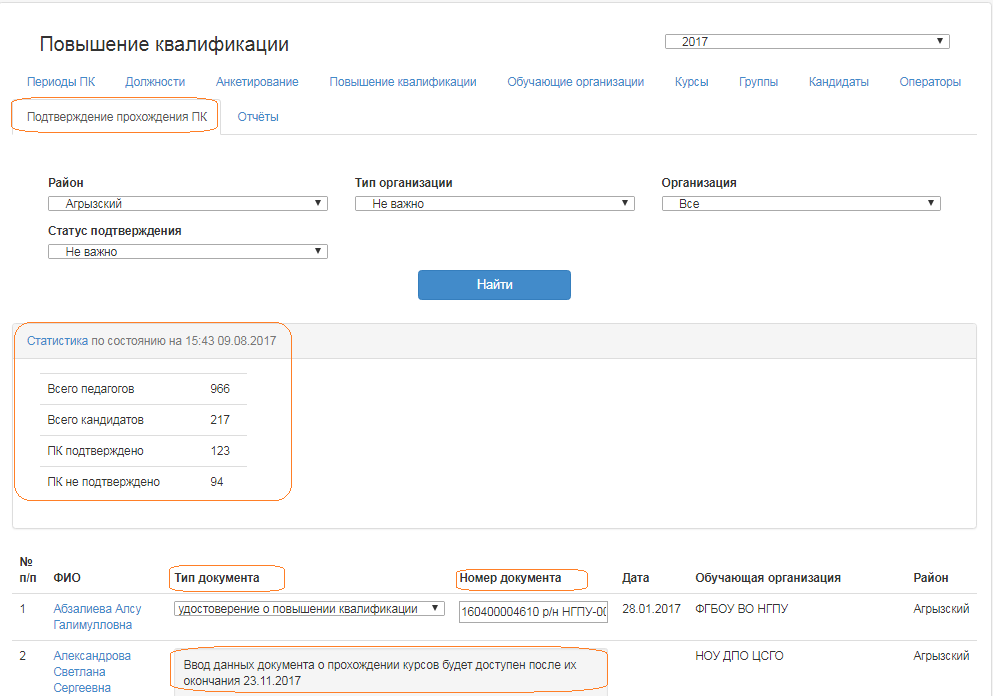 Повышение квалификации
2017
Периоды ПК Должности Анкетирование Повышение квалификации Обучающие организации Курсы Группы Кандидаты Операторы
Подтверждение прохождения ПК Отчёты
Район Тип организации Организация
Агрызский Не важно Все
Статус подтверждения
Не важно
Найти
Статистика по состоянию на 15:43 09.08.2017
Всего педагогов 966
Всего кандидатов 217
ПК подтверждено 123
ПК не подтверждено 94
№
п/п ФИО Тип документа Номер документа Дата Обучающая организация Район
1 Абзалиева Алсу удостоверение о повышении квалификации 160400004610 р/н НГПУ-00 28.01.2017 ФГБОУ ВО НГПУ Агрызский
Галимулловна
2 Александрова НОУ ДПО ЦСГО Агрызский
Светлана Ввод данных документа о прохождении курсов будет доступен после их
Сергеевна окончания 23.11.2017